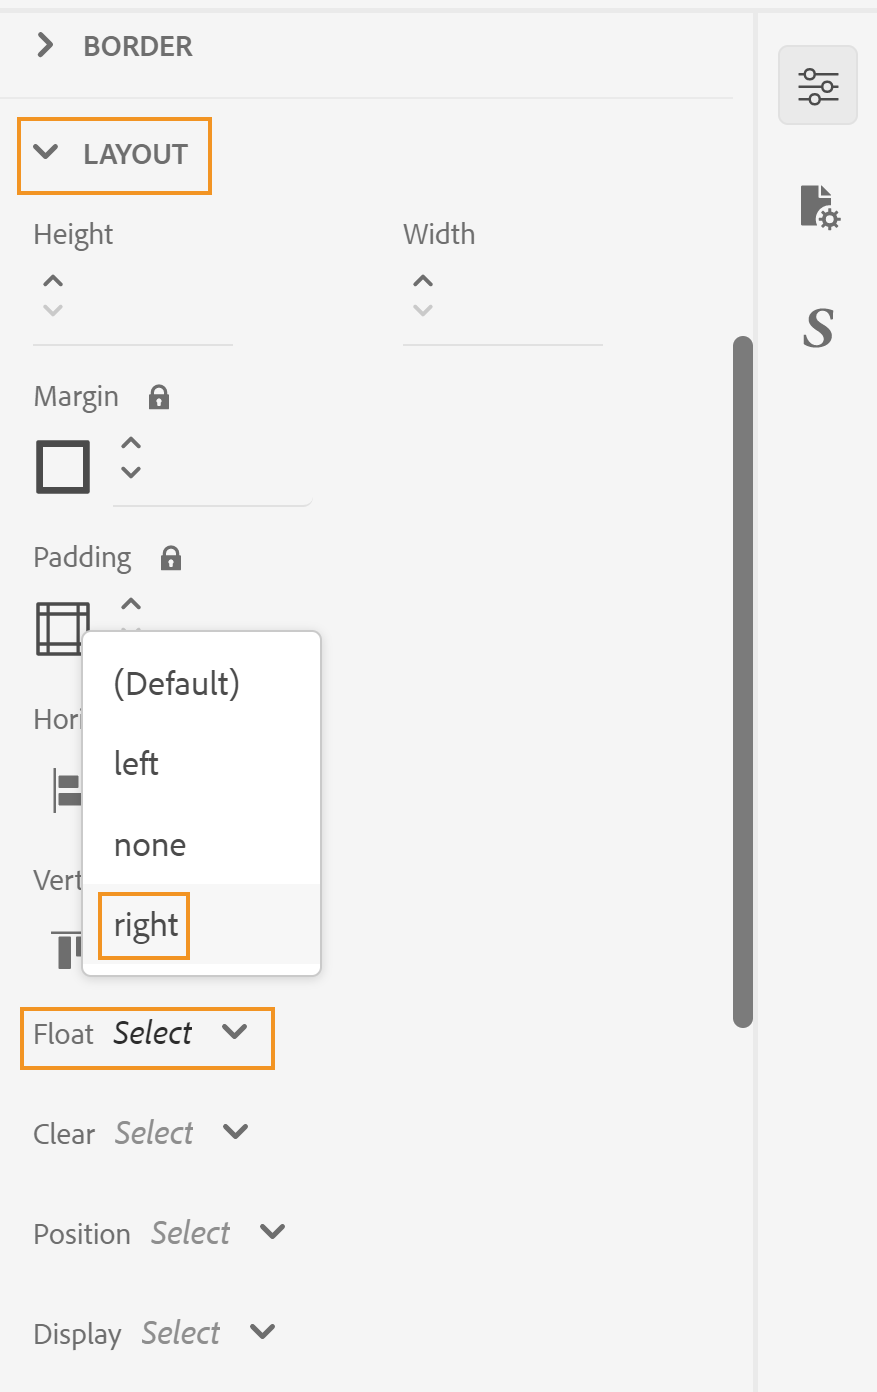 BORDER
LAYOUT
Height Width
Margin
Padding
(Default)
Hori
left
none
Vert
right
Float Select
Clear Select
Position Select
Display Select
S